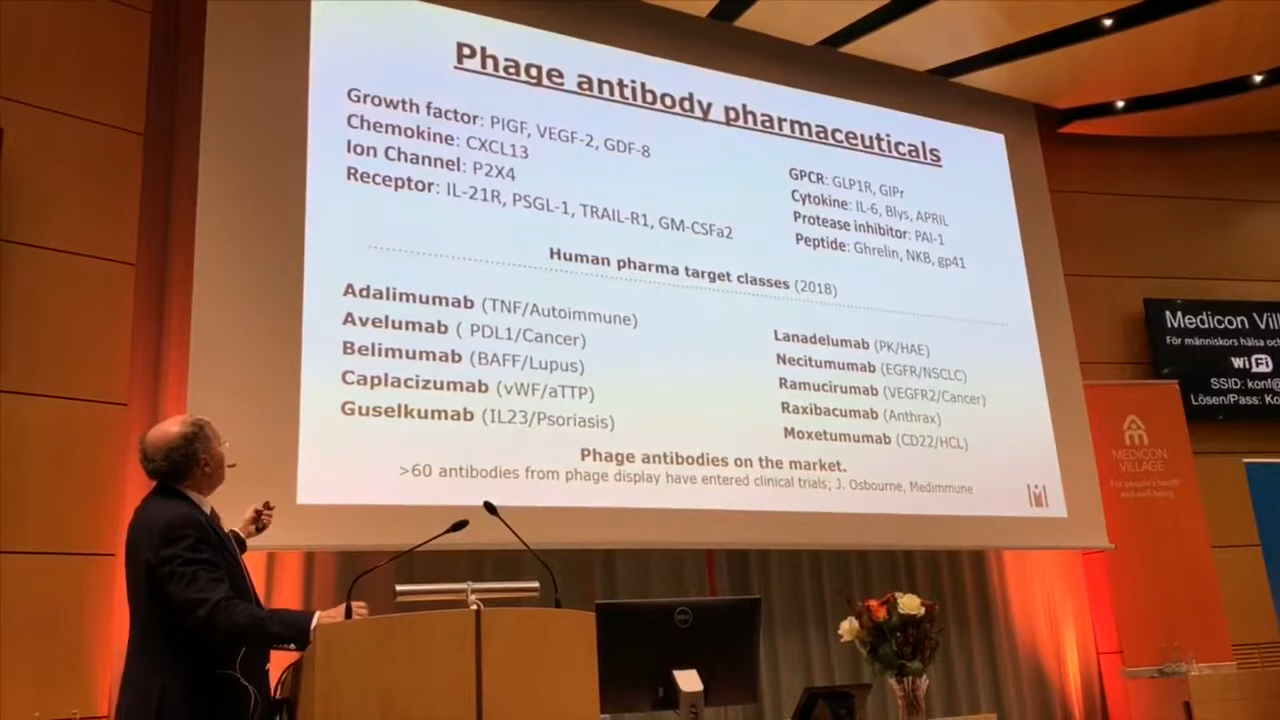 Phage antibody pharmaceuticals
Growth factor: PIGF, VEGF-2, GDF-8
Chemokine: CXCL13
Ion Channel: P2X4
Receptor: IL-21R, PSGL-1, TRAIL-R1, GM-CSFa2
GPCR: GLP1R, GIPr
Cytokine: IL-6, Blys, APRIL
Protease inhibitor: PAI-1
Peptide: Ghrelin, NKB, gp41
Human pharma target classes (2018)
Adalimumab (TNF/Autoimmune)
Avelumab ( PDL1/Cancer)
Belimumab (BAFF/Lupus)
Caplacizumab (vWF/aTTP)
Guselkumab (IL23/Psoriasis)
Lanadelumab (PK/HAE)
Necitumumab (EGFR/NSCLC)
Ramucirumab (VEGFR2/Cancer)
Raxibacumab (Anthrax)
Moxetumumab (CD22/HCL)
Phage antibodies on the market.
>60 antibodies from phage display have entered clinical trials; J. Osbourne, Medimmune
Medicon Vil
För människors hälsa oc
WiFi
SSID: konf@
Lösen/Pass: Ko
MEDICON
VILLAGE
For people's health
and well-being
DELL